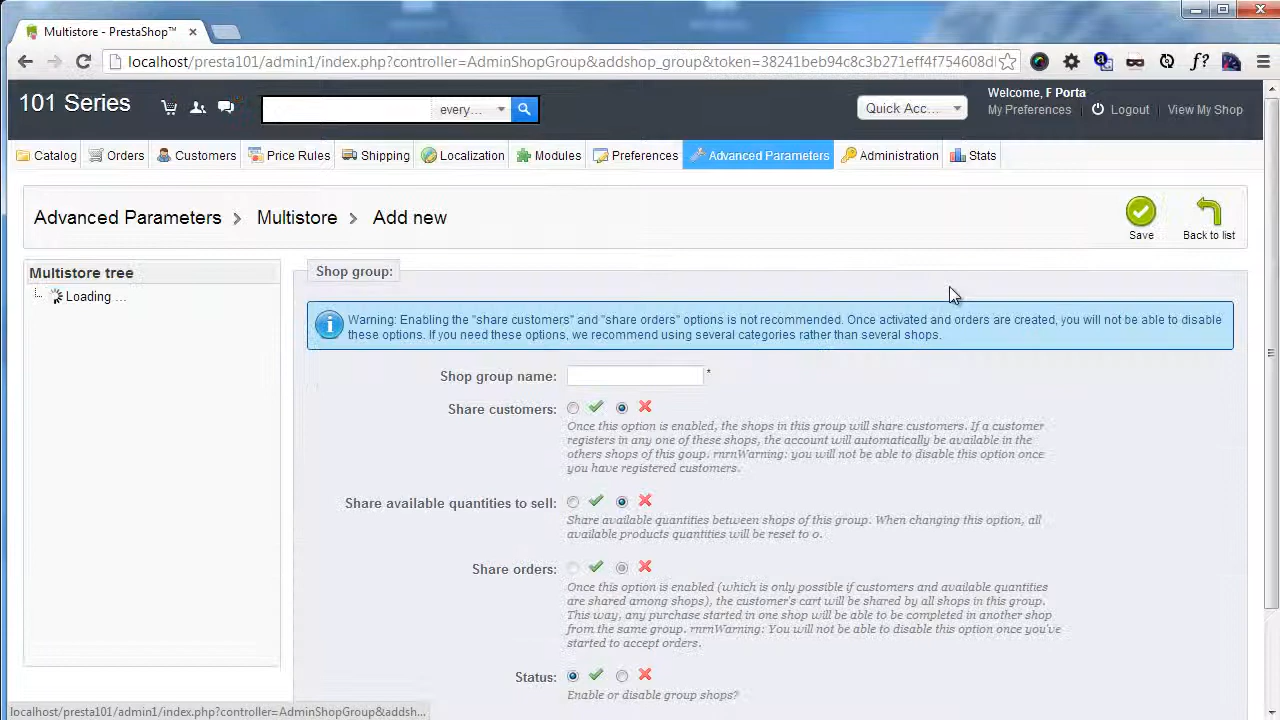 Multistore - PrestaShop™
localhost/presta101/admin1/index.php?controller=AdminShopGroup&addshop_group&token=38241beb94c8c3b271eff4f754608d
101 Series
every...
Quick Acc...
Welcome, F Porta
My Preferences
Logout
View My Shop
Catalog
Orders
Customers
Price Rules
Shipping
Localization
Modules
Preferences
Advanced Parameters
Administration
Stats
Advanced Parameters > Multistore > Add new
Save
Back to list
Multistore tree
Loading ...
Shop group:
Warning: Enabling the "share customers" and "share orders" options is not recommended. Once activated and orders are created, you will not be able to disable
these options. If you need these options, we recommend using several categories rather than several shops.
Shop group name: *
Share customers:
Once this option is enabled, the shops in this group will share customers. If a customer
registers in any one of these shops, the account will automatically be available in the
others shops of this goup. rnrnWarning: you will not be able to disable this option once
you have registered customers.
Share available quantities to sell:
Share available quantities between shops of this group. When changing this option, all
available products quantities will be reset to 0.
Share orders:
Once this option is enabled (which is only possible if customers and available quantities
are shared among shops), the customer's cart will be shared by all shops in this group.
This way, any purchase started in one shop will be able to be completed in another shop
from the same group. rnrnWarning: You will not be able to disable this option once you've
started to accept orders.
Status:
Enable or disable group shops?
localhost/presta101/admin1/index.php?controller=AdminShopGroup&addsh...